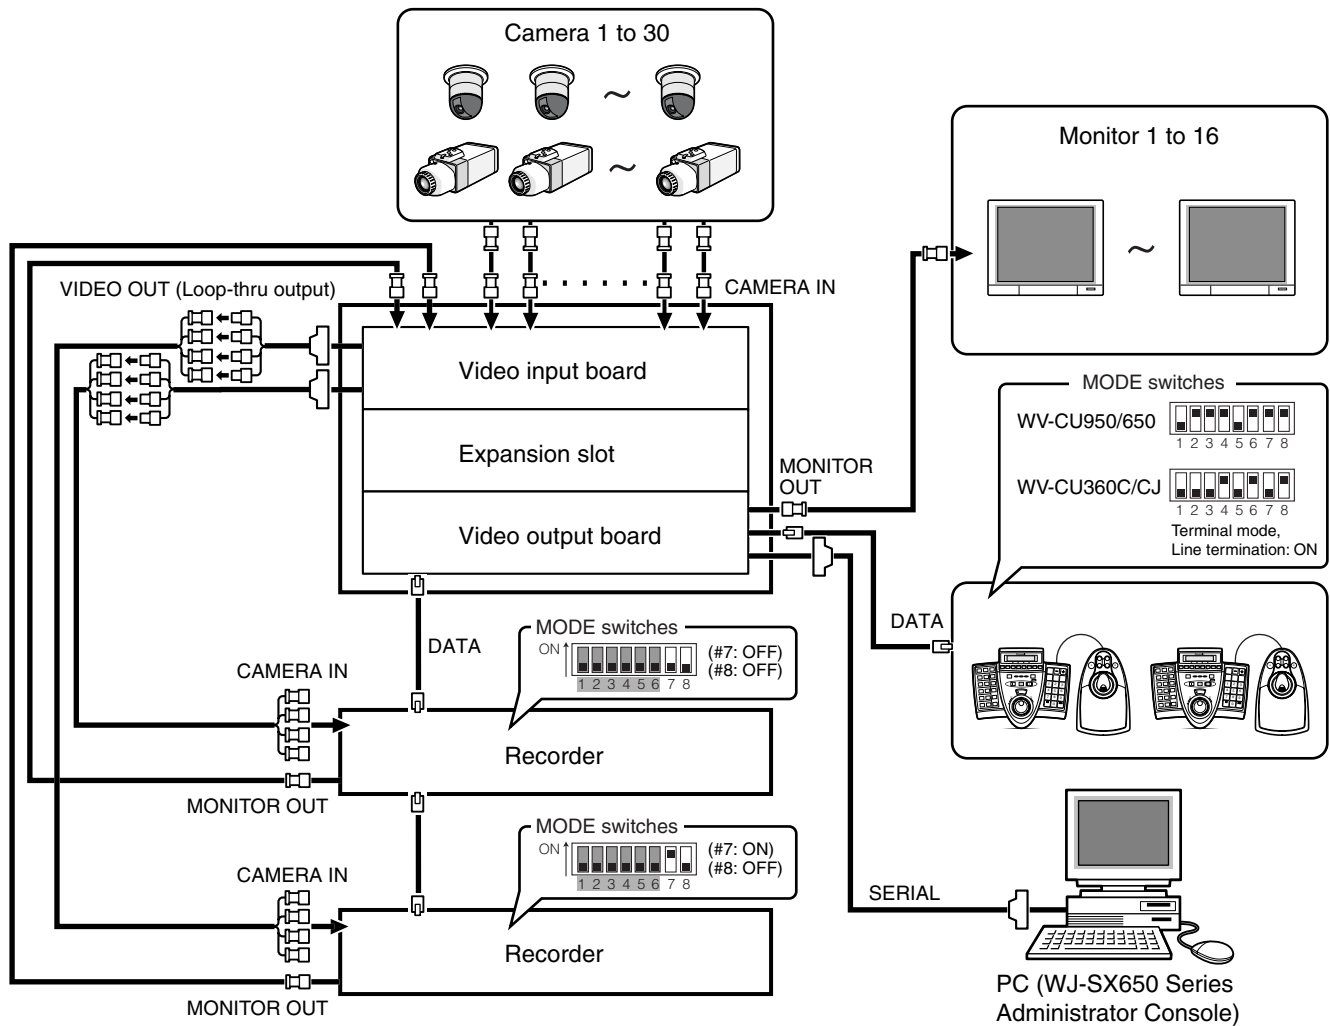 Camera 1 to 30
Monitor 1 to 16
VIDEO OUT (Loop-thru output)
CAMERA IN
Video input board
Expansion slot
Video output board
MONITOR
OUT
MODE switches
WV-CU950/650
1 2 3 4 5 6 7 8
WV-CU360C/CJ
1 2 3 4 5 6 7 8
Terminal mode,
Line termination: ON
DATA
DATA
MODE switches
ON
(#7: OFF)
(#8: OFF)
1 2 3 4 5 6 7 8
CAMERA IN
Recorder
MONITOR OUT
MODE switches
ON
(#7: ON)
(#8: OFF)
1 2 3 4 5 6 7 8
CAMERA IN
Recorder
MONITOR OUT
SERIAL
PC (WJ-SX650 Series
Administrator Console)